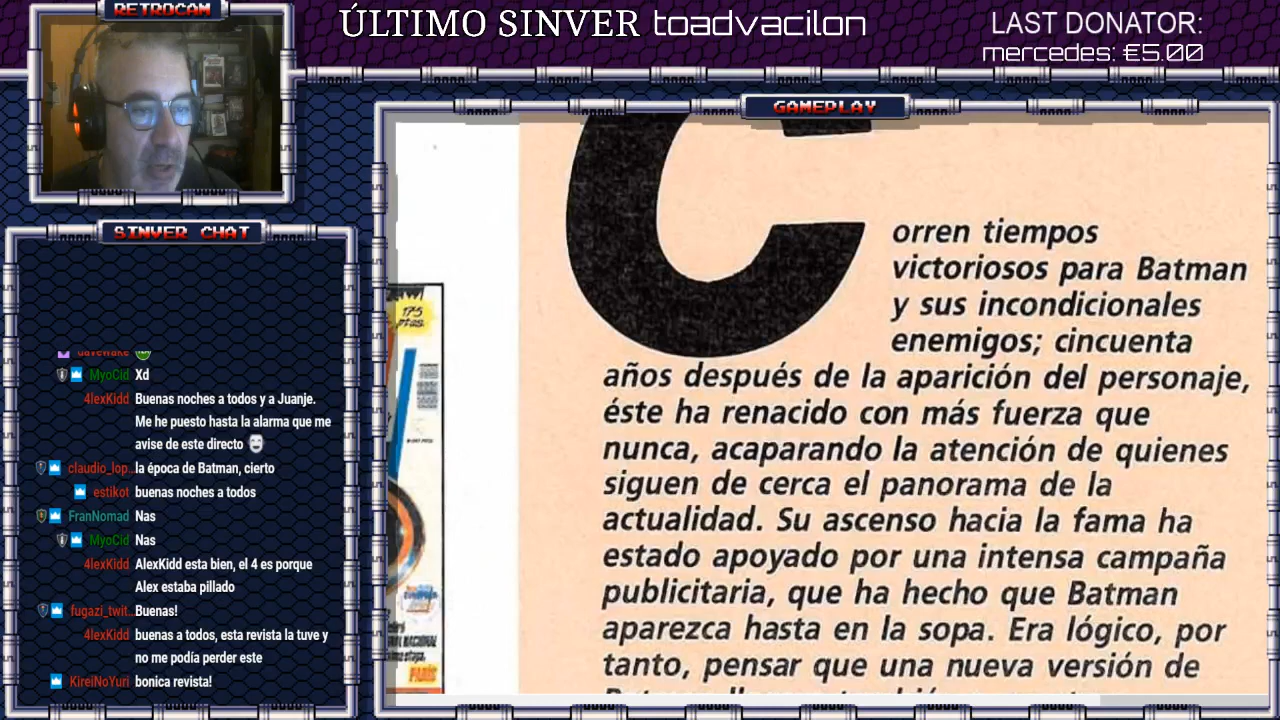 RETROCAM
ÚLTIMO SINVER toadvacilon
LAST DONATOR:
mercedes: €5.00
GAMEPLAY
SINVER CHAT
davewake
MyoCid Xd
4lexKidd Buenas noches a todos y a Juanje.
Me he puesto hasta la alarma que me
avise de este directo
claudio_lop.. la época de Batman, cierto
estikot buenas noches a todos
FranNomad Nas
MyoCid Nas
4lexKidd AlexKidd esta bien, el 4 es porque
Alex estaba pillado
fugazi_twit.. Buenas!
4lexKidd buenas a todos, esta revista la tuve y
no me podía perder este
KireiNoYuri bonica revista!
175
Ptas.
PARIS
Corren tiempos
victoriosos para Batman
y sus incondicionales
enemigos; cincuenta
años después de la aparición del personaje,
éste ha renacido con más fuerza que
nunca, acaparando la atención de quienes
siguen de cerca el panorama de la
actualidad. Su ascenso hacia la fama ha
estado apoyado por una intensa campaña
publicitaria, que ha hecho que Batman
aparezca hasta en la sopa. Era lógico, por
tanto, pensar que una nueva versión de